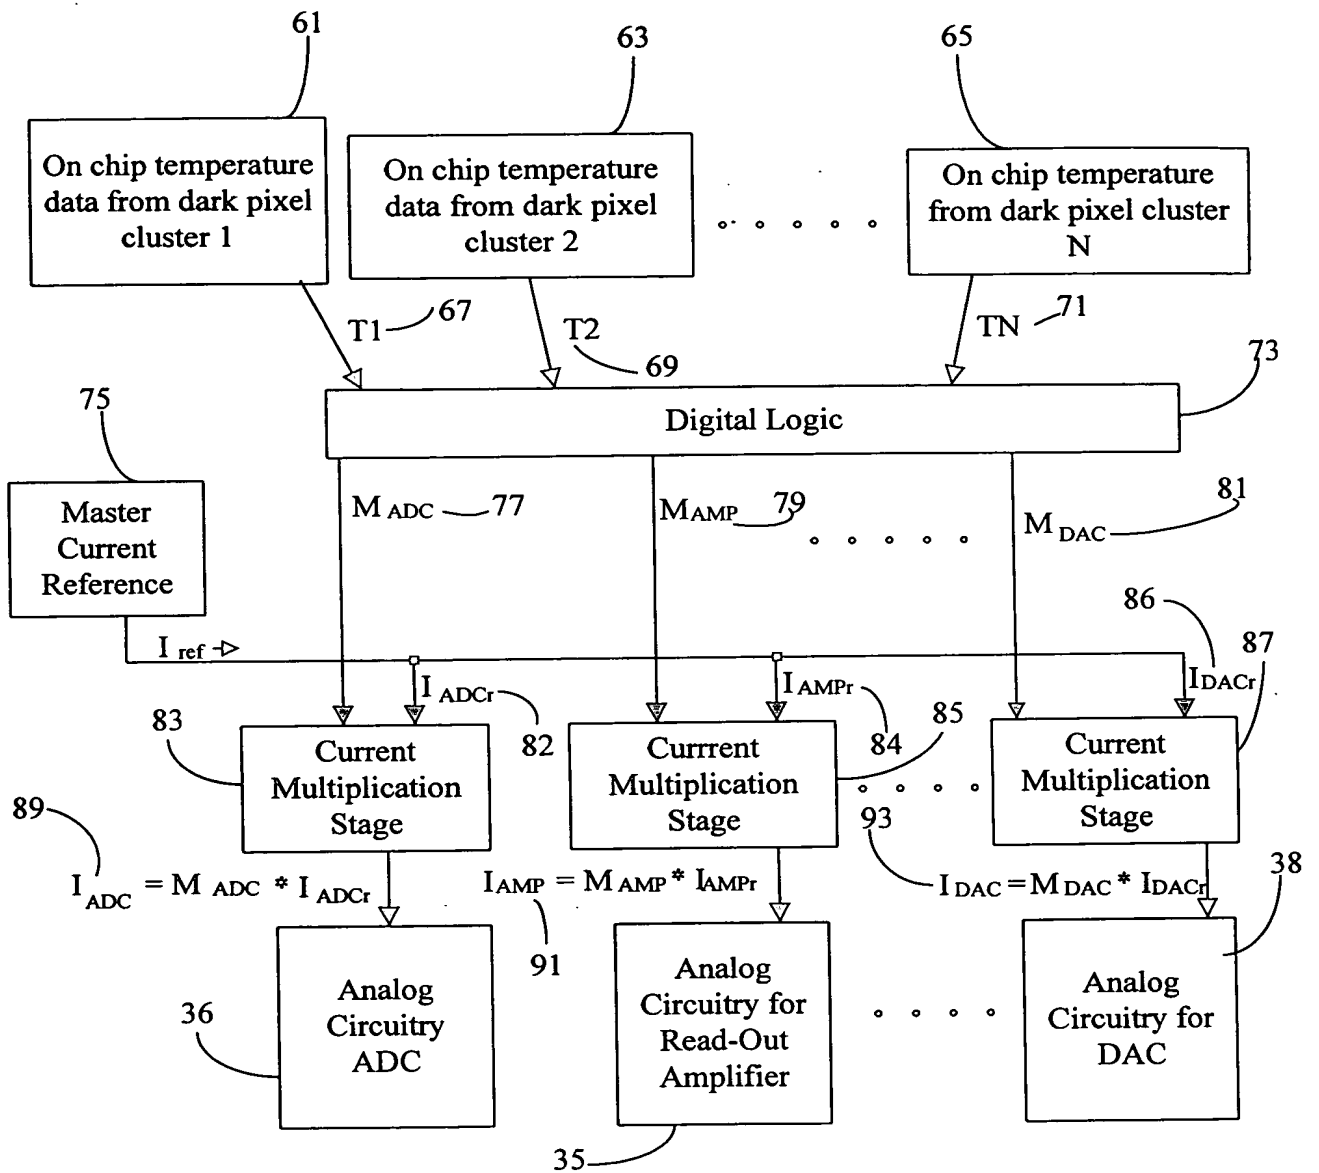 61
63
65
On chip temperature
data from dark pixel
cluster 1
On chip temperature
data from dark pixel
cluster 2
On chip temperature
from dark pixel cluster
N
T1
67
T2
69
TN
71
73
Digital Logic
75
Master
Current
Reference
M ADC
77
M AMP
79
M DAC
81
I ref
I ADCr
82
I AMPr
84
86
I DACr
87
83
85
Current
Multiplication
Stage
Currrent
Multiplication
Stage
Current
Multiplication
Stage
89
93
I ADC = M ADC * I ADCr
I AMP = M AMP * I AMPr
I DAC = M DAC * I DACr
38
91
36
Analog
Circuitry
ADC
Analog
Circuitry for
Read-Out
Amplifier
Analog
Circuitry for
DAC
35